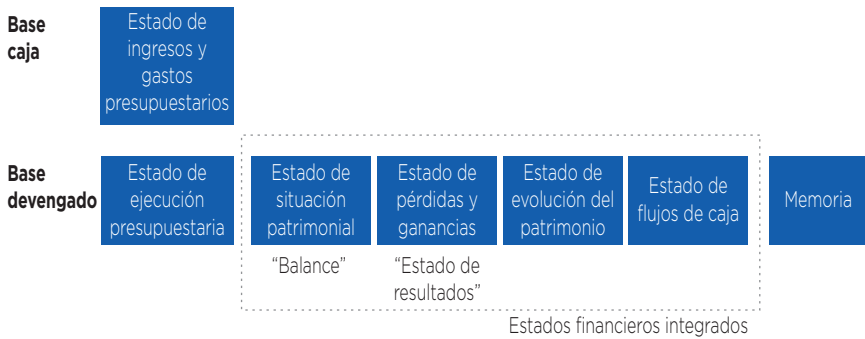 Base
caja
Estado de
ingresos y
gastos
presupuestarios
Base
devengado
Estado de
ejecución
presupuestaria
Estado de
situación
patrimonial
Estado de
pérdidas y
ganancias
Estado de
evolución del
patrimonio
Estado de
flujos de caja
Memoria
“Balance”
“Estado de
resultados”
Estados financieros integrados